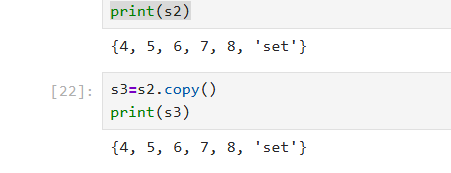 print(s2)
{4, 5, 6, 7, 8, 'set'}
[22]:
s3=s2.copy()
print(s3)
{4, 5, 6, 7, 8, 'set'}